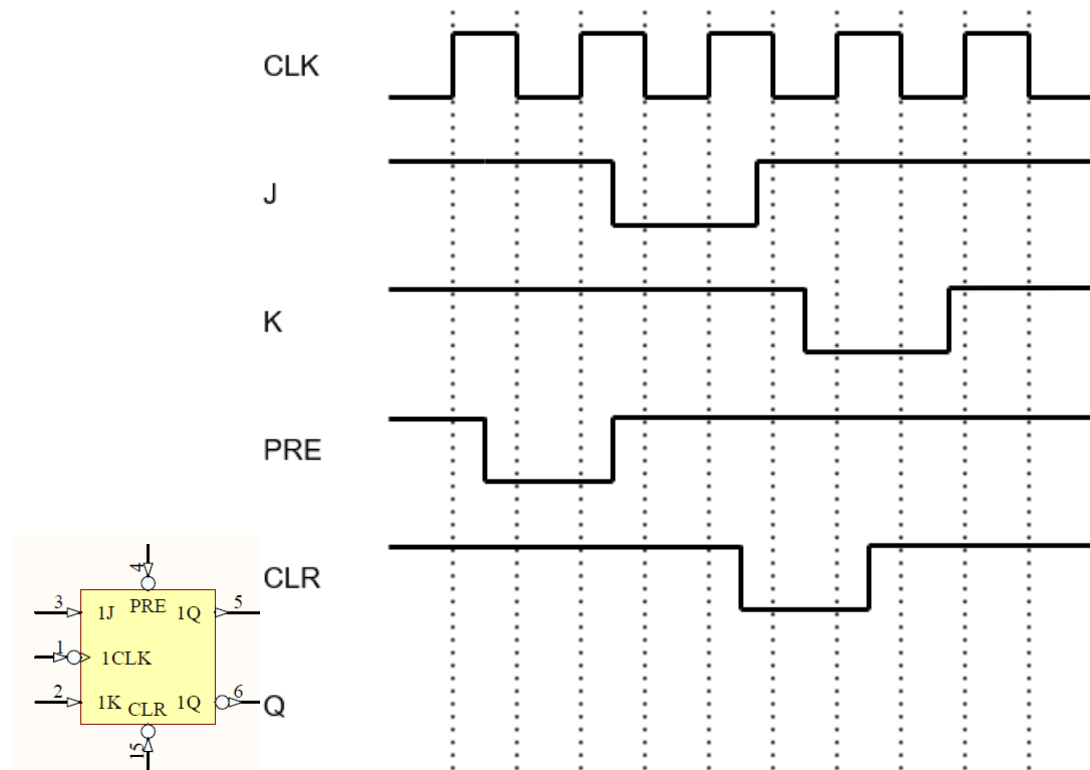 CLK
J
K
PRE
CLR
Q
4
3 1J PRE 1Q 5
1 1CLK
2 1K CLR 1Q 6
15